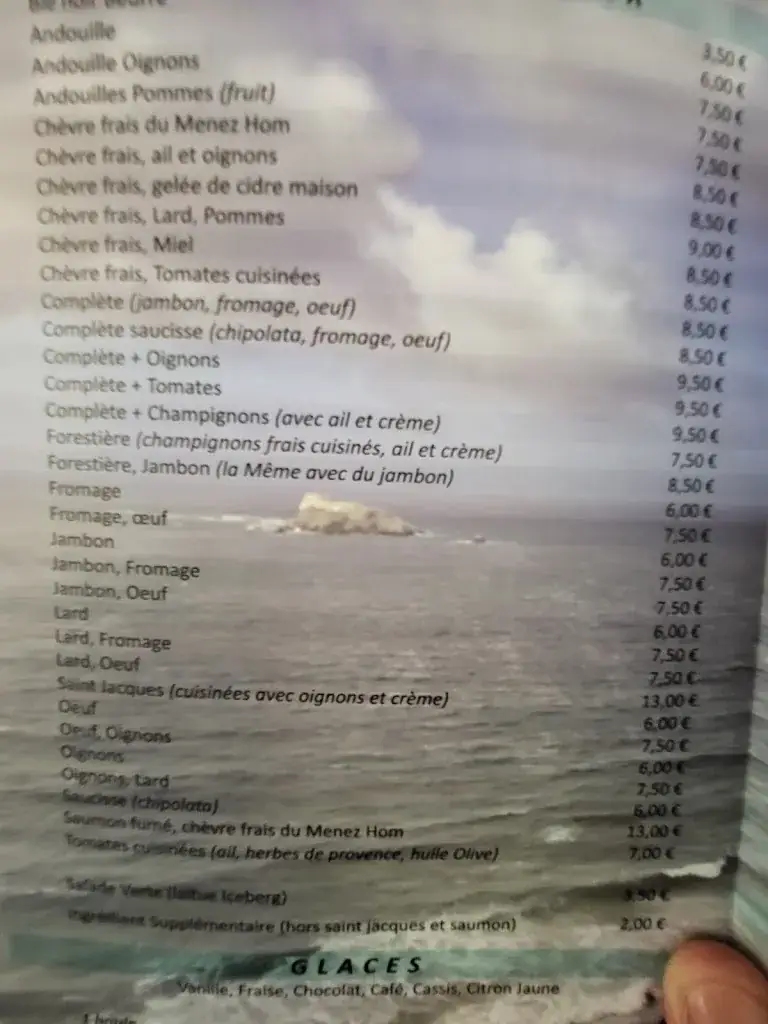 Blé noir Beurre 3,50 €
Andouille 6,00 €
Andouille Oignons 7,50 €
Andouilles Pommes (fruit) 7,50 €
Chèvre frais du Menez Hom 7,50 €
Chèvre frais, ail et oignons 8,50 €
Chèvre frais, gelée de cidre maison 8,50 €
Chèvre frais, Lard, Pommes 9,00 €
Chèvre frais, Miel 8,50 €
Chèvre frais, Tomates cuisinées 8,50 €
Complète (jambon, fromage, oeuf) 8,50 €
Complète saucisse (chipolata, fromage, oeuf) 8,50 €
Complète + Oignons 9,50 €
Complète + Tomates 9,50 €
Complète + Champignons (avec ail et crème) 9,50 €
Forestière (champignons frais cuisinés, ail et crème) 7,50 €
Forestière, Jambon (la Même avec du jambon) 8,50 €
Fromage 6,00 €
Fromage, œuf 7,50 €
Jambon 6,00 €
Jambon, Fromage 7,50 €
Jambon, Oeuf 7,50 €
Lard 6,00 €
Lard, Fromage 7,50 €
Lard, Oeuf 7,50 €
Saint Jacques (cuisinées avec oignons et crème) 13,00 €
Oeuf 6,00 €
Oeuf, Oignons 7,50 €
Oignons 6,00 €
Oignons, Lard 7,50 €
Saucisse (chipolata) 6,00 €
Saumon fumé, chèvre frais du Menez Hom 13,00 €
Tomates cuisinées (ail, herbes de provence, huile Olive) 7,00 €
Salade Verte (laitue Iceberg) 3,50 €
Ingrédient Supplémentaire (hors saint jacques et saumon) 2,00 €
GLACES
Vanille, Fraise, Chocolat, Café, Cassis, Citron Jaune